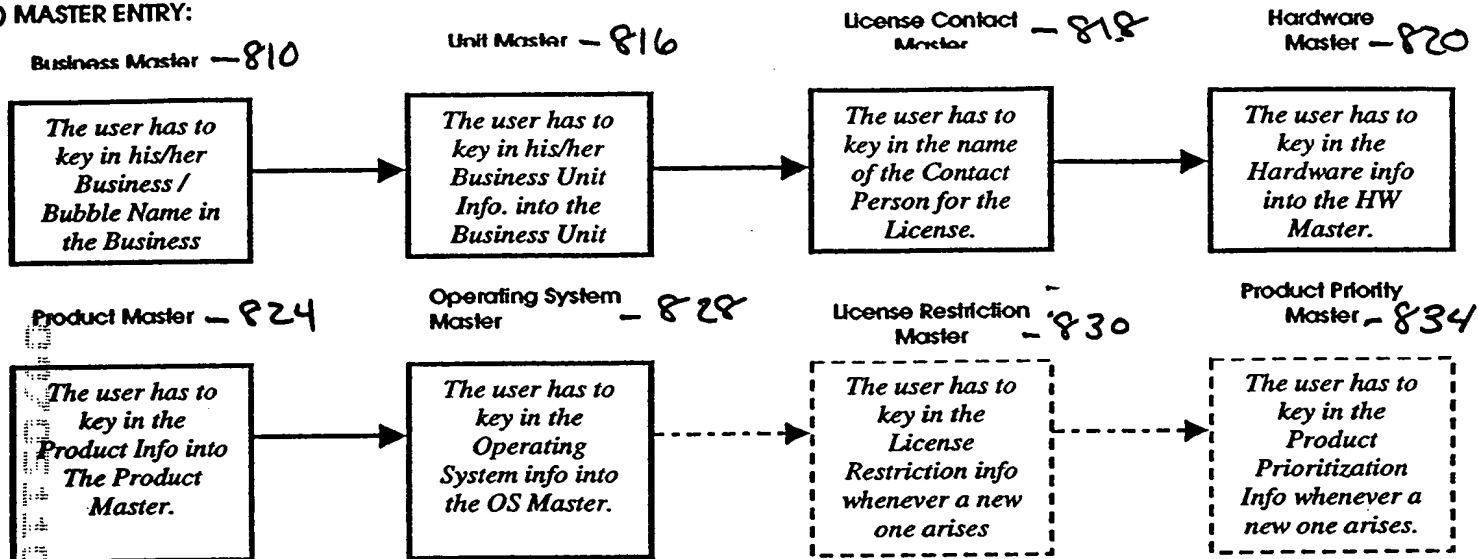 ) MASTER ENTRY:
Business Master — 810
Unit Master — 816
License Contact
Master — 818
Hardware
Master — 820
The user has to
key in his/her
Business /
Bubble Name in
the Business
The user has to
key in his/her
Business Unit
Info. into the
Business Unit
The user has to
key in the name
of the Contact
Person for the
License.
The user has to
key in the
Hardware info
into the HW
Master.
Product Master — 824
Operating System
Master — 828
License Restriction
Master — 830
Product Priority
Master — 834
The user has to
key in the
Product Info into
The Product
Master.
The user has to
key in the
Operating
System info into
the OS Master.
The user has to
key in the
License
Restriction info
whenever a new
one arises
The user has to
key in the
Product
Prioritization
Info whenever a
new one arises.